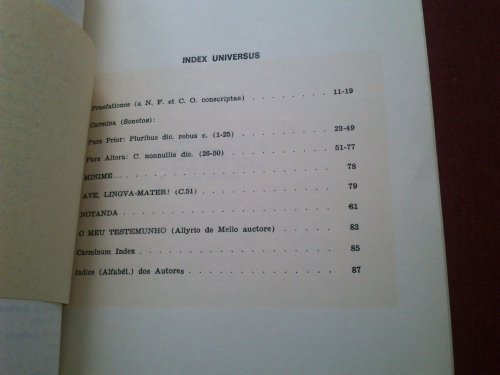 INDEX UNIVERSUS
Praefationes (a N. F. et C. O. conscriptae) . . . . . . . . 11-19
Carmina (Sonetos):
Pars Prior: Pluribus dic. rebus c. (1-25) . . . . . . . . . 23-49
Pars Altera: C. nonnullis dic. (26-50) . . . . . . . . . . 51-77
MINIME... . . . . . . . . . . . . . . . . . . . 78
AVE, LINGVA-MATER! (C.51) . . . . . . . . . . . . 79
NOTANDA . . . . . . . . . . . . . . . . . . . 61
O MEU TESTEMUNHO (Allyrio de Mello auctore) . . . . . . 83
Carminum Index . . . . . . . . . . . . . . . . . 85
Indice (Alfabét.) dos Autores . . . . . . . . . . . . . 87